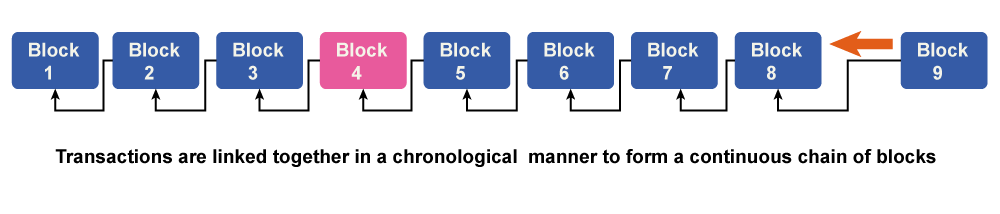 Block
1
Block
2
Block
3
Block
4
Block
5
Block
6
Block
7
Block
8
Block
9
Transactions are linked together in a chronological  manner to form a continuous chain of blocks